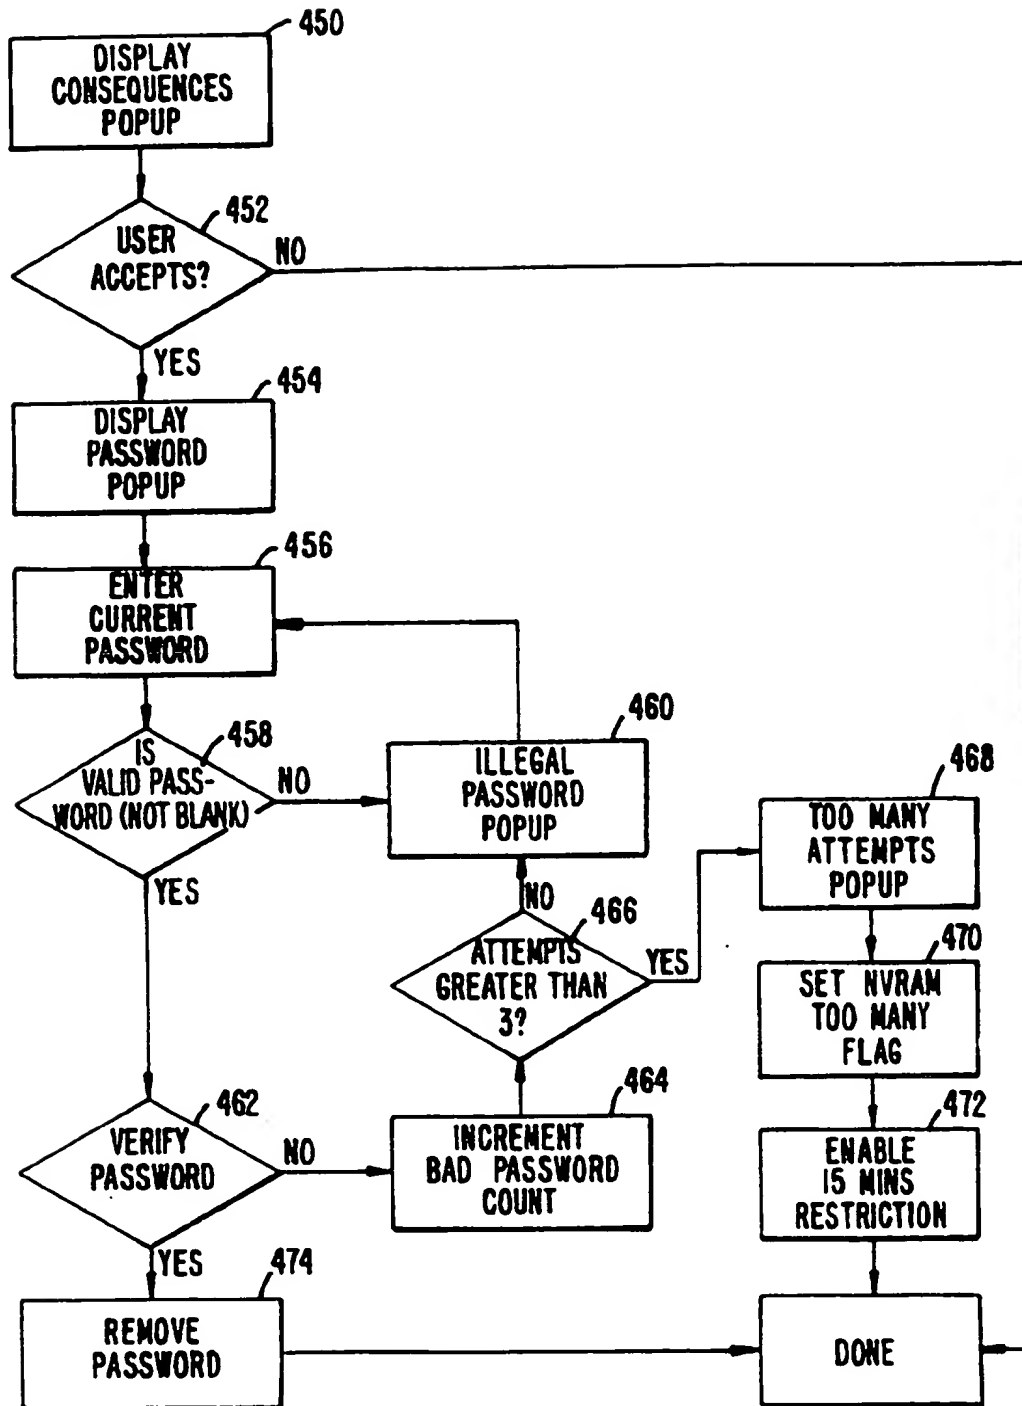 450
DISPLAY
CONSEQUENCES
POPUP
452
USER
ACCEPTS?
NO
YES
454
DISPLAY
PASSWORD
POPUP
456
ENTER
CURRENT
PASSWORD
458
IS
VALID PASS-
WORD (NOT BLANK)
NO
YES
460
ILLEGAL
PASSWORD
POPUP
NO
466
ATTEMPTS
GREATER THAN
3?
YES
468
TOO MANY
ATTEMPTS
POPUP
470
SET NVRAM
TOO MANY
FLAG
472
ENABLE
15 MINS
RESTRICTION
462
VERIFY
PASSWORD
NO
YES
464
INCREMENT
BAD PASSWORD
COUNT
474
REMOVE
PASSWORD
DONE